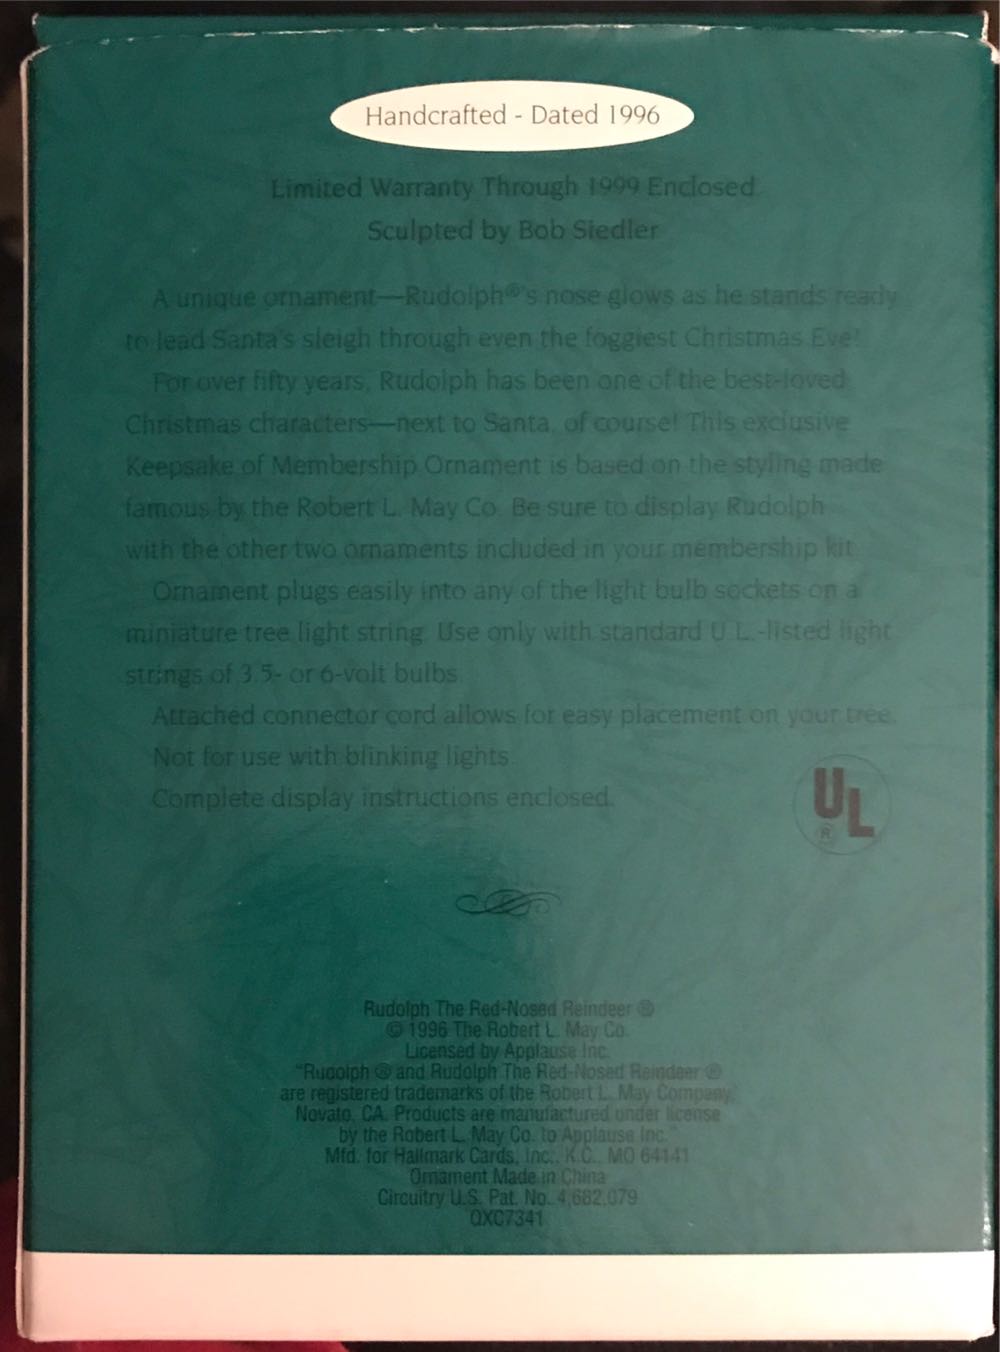 Handcrafted - Dated 1996
Limited Warranty Through 1999 Enclosed
Sculpted by Bob Siedler
A unique ornament—Rudolph®'s nose glows as he stands ready
to lead Santa's sleigh through even the foggiest Christmas Eve!
For over fifty years, Rudolph has been one of the best-loved
Christmas characters—next to Santa, of course! This exclusive
Keepsake of Membership Ornament is based on the styling made
famous by the Robert L. May Co. Be sure to display Rudolph
with the other two ornaments included in your membership kit.
Ornament plugs easily into any of the light bulb sockets on a
miniature tree light string. Use only with standard U.L.-listed light
strings of 3.5- or 6-volt bulbs.
Attached connector cord allows for easy placement on your tree.
Not for use with blinking lights.
Complete display instructions enclosed.
UL
®
Rudolph The Red-Nosed Reindeer ®
© 1996 The Robert L. May Co.
Licensed by Applause Inc.
"Rudolph ® and Rudolph The Red-Nosed Reindeer ®
are registered trademarks of the Robert L. May Company,
Novato, CA. Products are manufactured under license
by the Robert L. May Co. to Applause Inc."
Mfd. for Hallmark Cards, Inc., K.C., MO 64141
Ornament Made in China
Circuitry U.S. Pat. No. 4,682,079
QXC7341